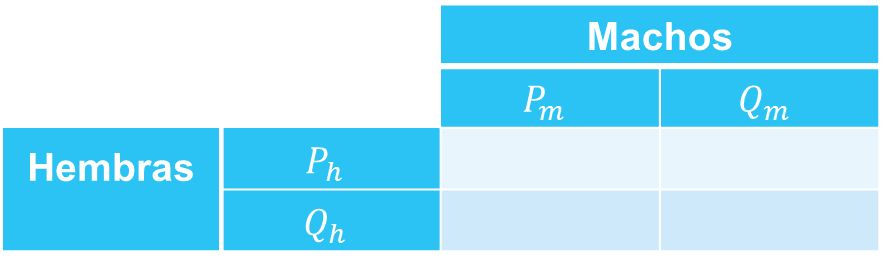 Machos
P_m Q_m
Hembras P_h
Q_h